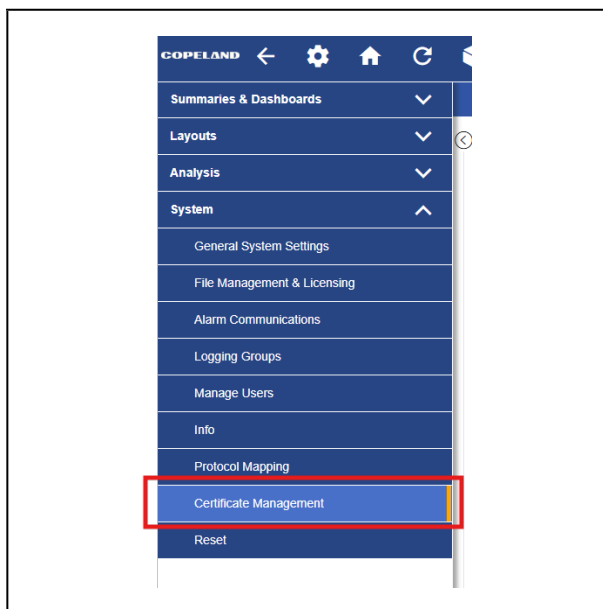 COPELAND
Summaries & Dashboards
Layouts
Analysis
System
General System Settings
File Management & Licensing
Alarm Communications
Logging Groups
Manage Users
Info
Protocol Mapping
Certificate Management
Reset